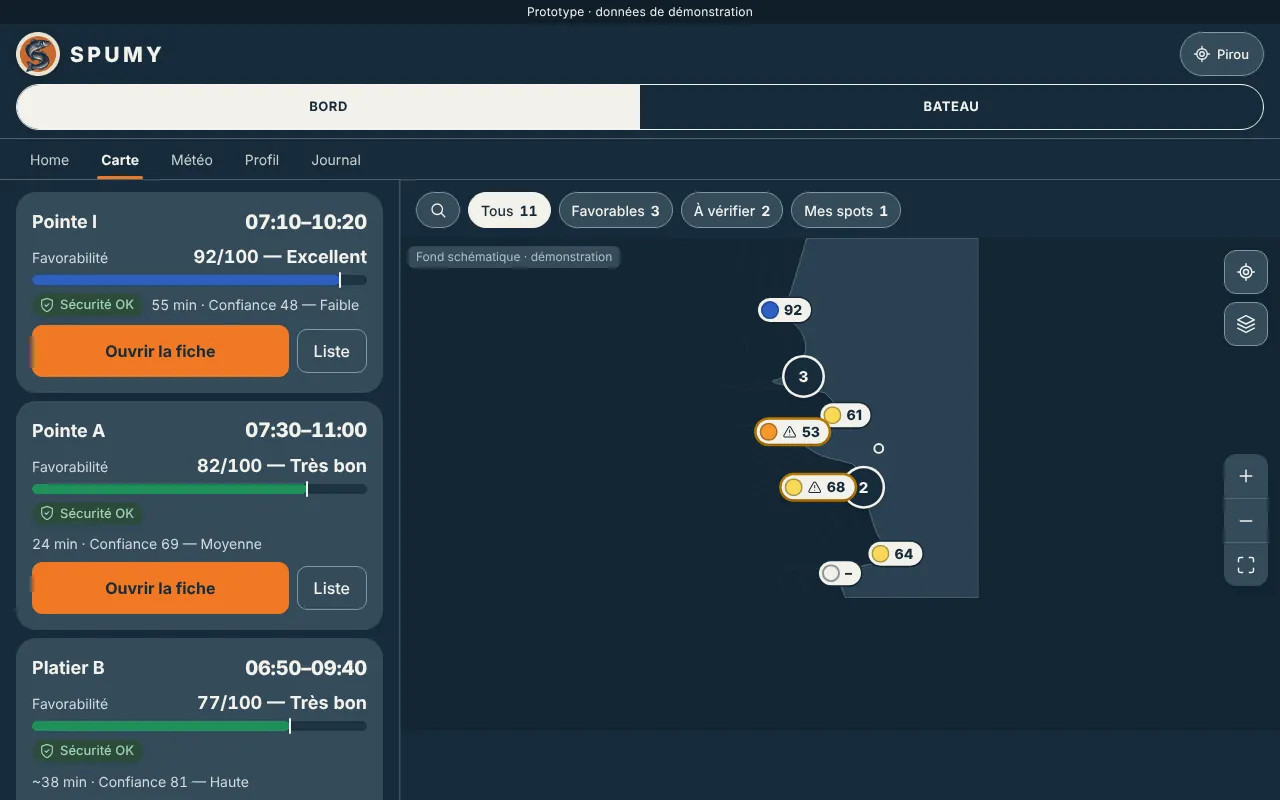 Prototype · données de démonstration
SPUMY
Pirou
BORD
BATEAU
Home Carte Météo Profil Journal
Pointe I 07:10–10:20
Favorabilité 92/100 — Excellent
Sécurité OK 55 min · Confiance 48 — Faible
Ouvrir la fiche Liste
Pointe A 07:30–11:00
Favorabilité 82/100 — Très bon
Sécurité OK
24 min · Confiance 69 — Moyenne
Ouvrir la fiche Liste
Platier B 06:50–09:40
Favorabilité 77/100 — Très bon
Sécurité OK
~38 min · Confiance 81 — Haute
Tous 11 Favorables 3 À vérifier 2 Mes spots 1
Fond schématique · démonstration
92
3
61
53
68
2
64
–